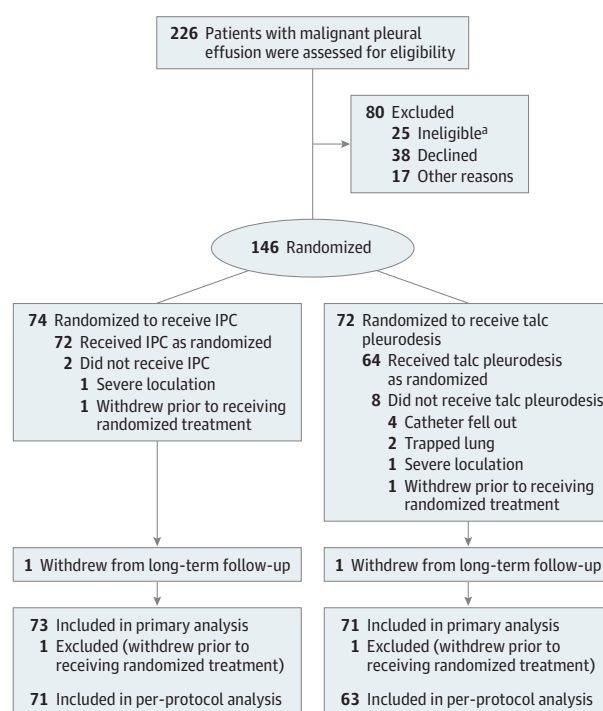 226 Patients with malignant pleural
effusion were assessed for eligibility
80 Excluded
25 Ineligibleᵃ
38 Declined
17 Other reasons
146 Randomized
74 Randomized to receive IPC
72 Received IPC as randomized
2 Did not receive IPC
1 Severe loculation
1 Withdrew prior to receiving
randomized treatment
72 Randomized to receive talc
pleurodesis
64 Received talc pleurodesis
as randomized
8 Did not receive talc pleurodesis
4 Catheter fell out
2 Trapped lung
1 Severe loculation
1 Withdrew prior to receiving
randomized treatment
1 Withdrew from long-term follow-up
1 Withdrew from long-term follow-up
73 Included in primary analysis
1 Excluded (withdrew prior to
receiving randomized treatment)
71 Included in per-protocol analysis
71 Included in primary analysis
1 Excluded (withdrew prior to
receiving randomized treatment)
63 Included in per-protocol analysis